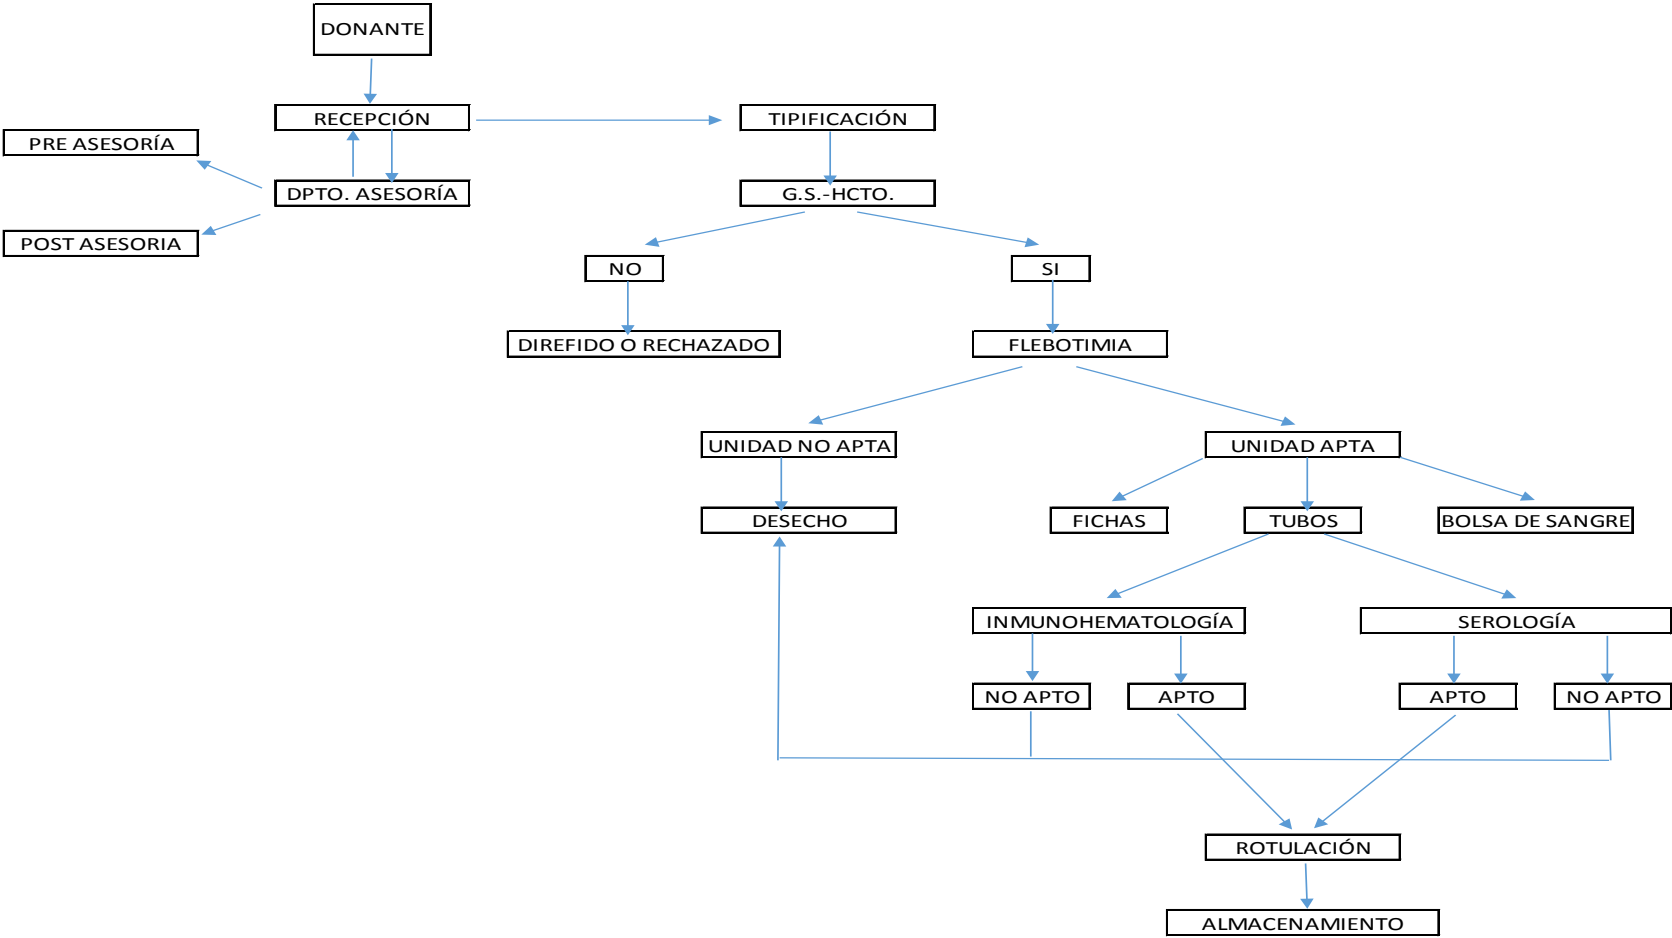 DONANTE
RECEPCIÓN
TIPIFICACIÓN
PRE ASESORÍA
DPTO. ASESORÍA
G.S.-HCTO.
POST ASESORIA
NO
SI
DIREFIDO O RECHAZADO
FLEBOTIMIA
UNIDAD NO APTA
UNIDAD APTA
DESECHO
FICHAS
TUBOS
BOLSA DE SANGRE
INMUNOHEMATOLOGÍA
SEROLOGÍA
NO APTO
APTO
APTO
NO APTO
ROTULACIÓN
ALMACENAMIENTO